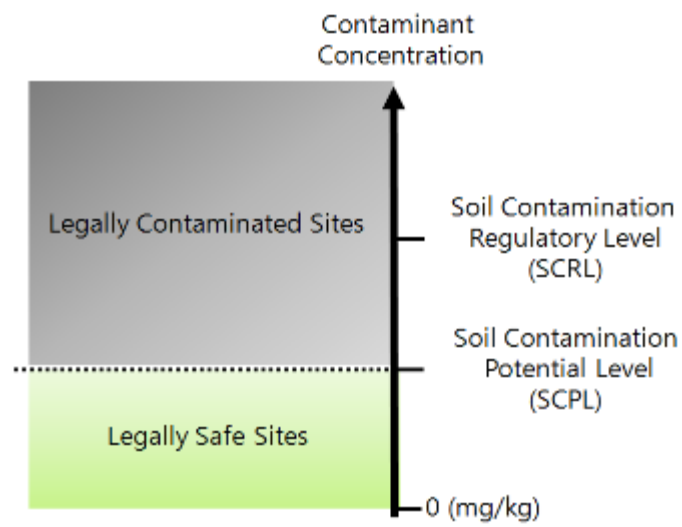 Contaminant
Concentration
Legally Contaminated Sites
Soil Contamination
Regulatory Level
(SCRL)
Soil Contamination
Potential Level
(SCPL)
Legally Safe Sites
0 (mg/kg)